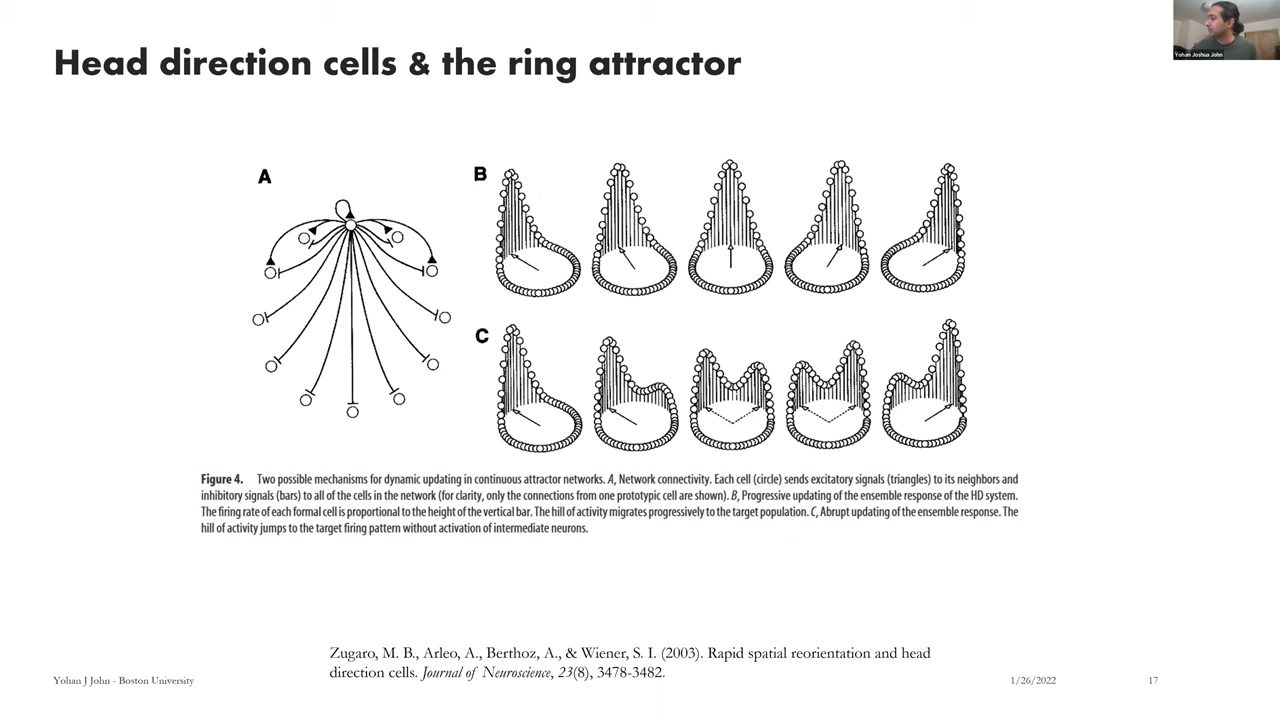 Yohan Joshua John
Head direction cells & the ring attractor
A
B
C
Figure 4. Two possible mechanisms for dynamic updating in continuous attractor networks. A, Network connectivity. Each cell (circle) sends excitatory signals (triangles) to its neighbors and
inhibitory signals (bars) to all of the cells in the network (for clarity, only the connections from one prototypic cell are shown). B, Progressive updating of the ensemble response of the HD system.
The firing rate of each formal cell is proportional to the height of the vertical bar. The hill of activity migrates progressively to the target population. C, Abrupt updating of the ensemble response. The
hill of activity jumps to the target firing pattern without activation of intermediate neurons.
Zugaro, M. B., Arleo, A., Berthoz, A., & Wiener, S. I. (2003). Rapid spatial reorientation and head
direction cells. Journal of Neuroscience, 23(8), 3478-3482.
Yohan J John - Boston University
1/26/2022
17